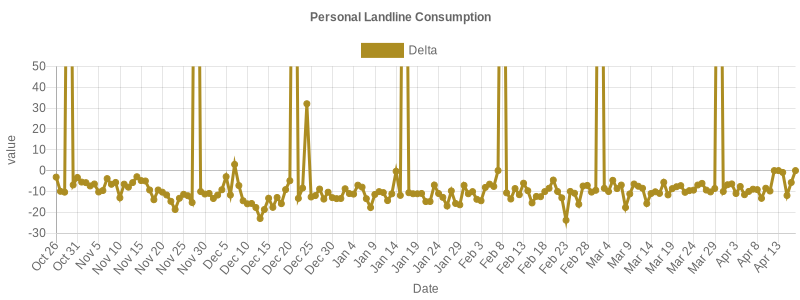 Personal Landline Consumption
Delta
value
50
40
30
20
10
0
-10
-20
-30
Oct 26
Oct 31
Nov 5
Nov 10
Nov 15
Nov 20
Nov 25
Nov 30
Dec 5
Dec 10
Dec 15
Dec 20
Dec 25
Dec 30
Jan 4
Jan 9
Jan 14
Jan 19
Jan 24
Jan 29
Feb 3
Feb 8
Feb 13
Feb 18
Feb 23
Feb 28
Mar 4
Mar 9
Mar 14
Mar 19
Mar 24
Mar 29
Apr 3
Apr 8
Apr 13
Date